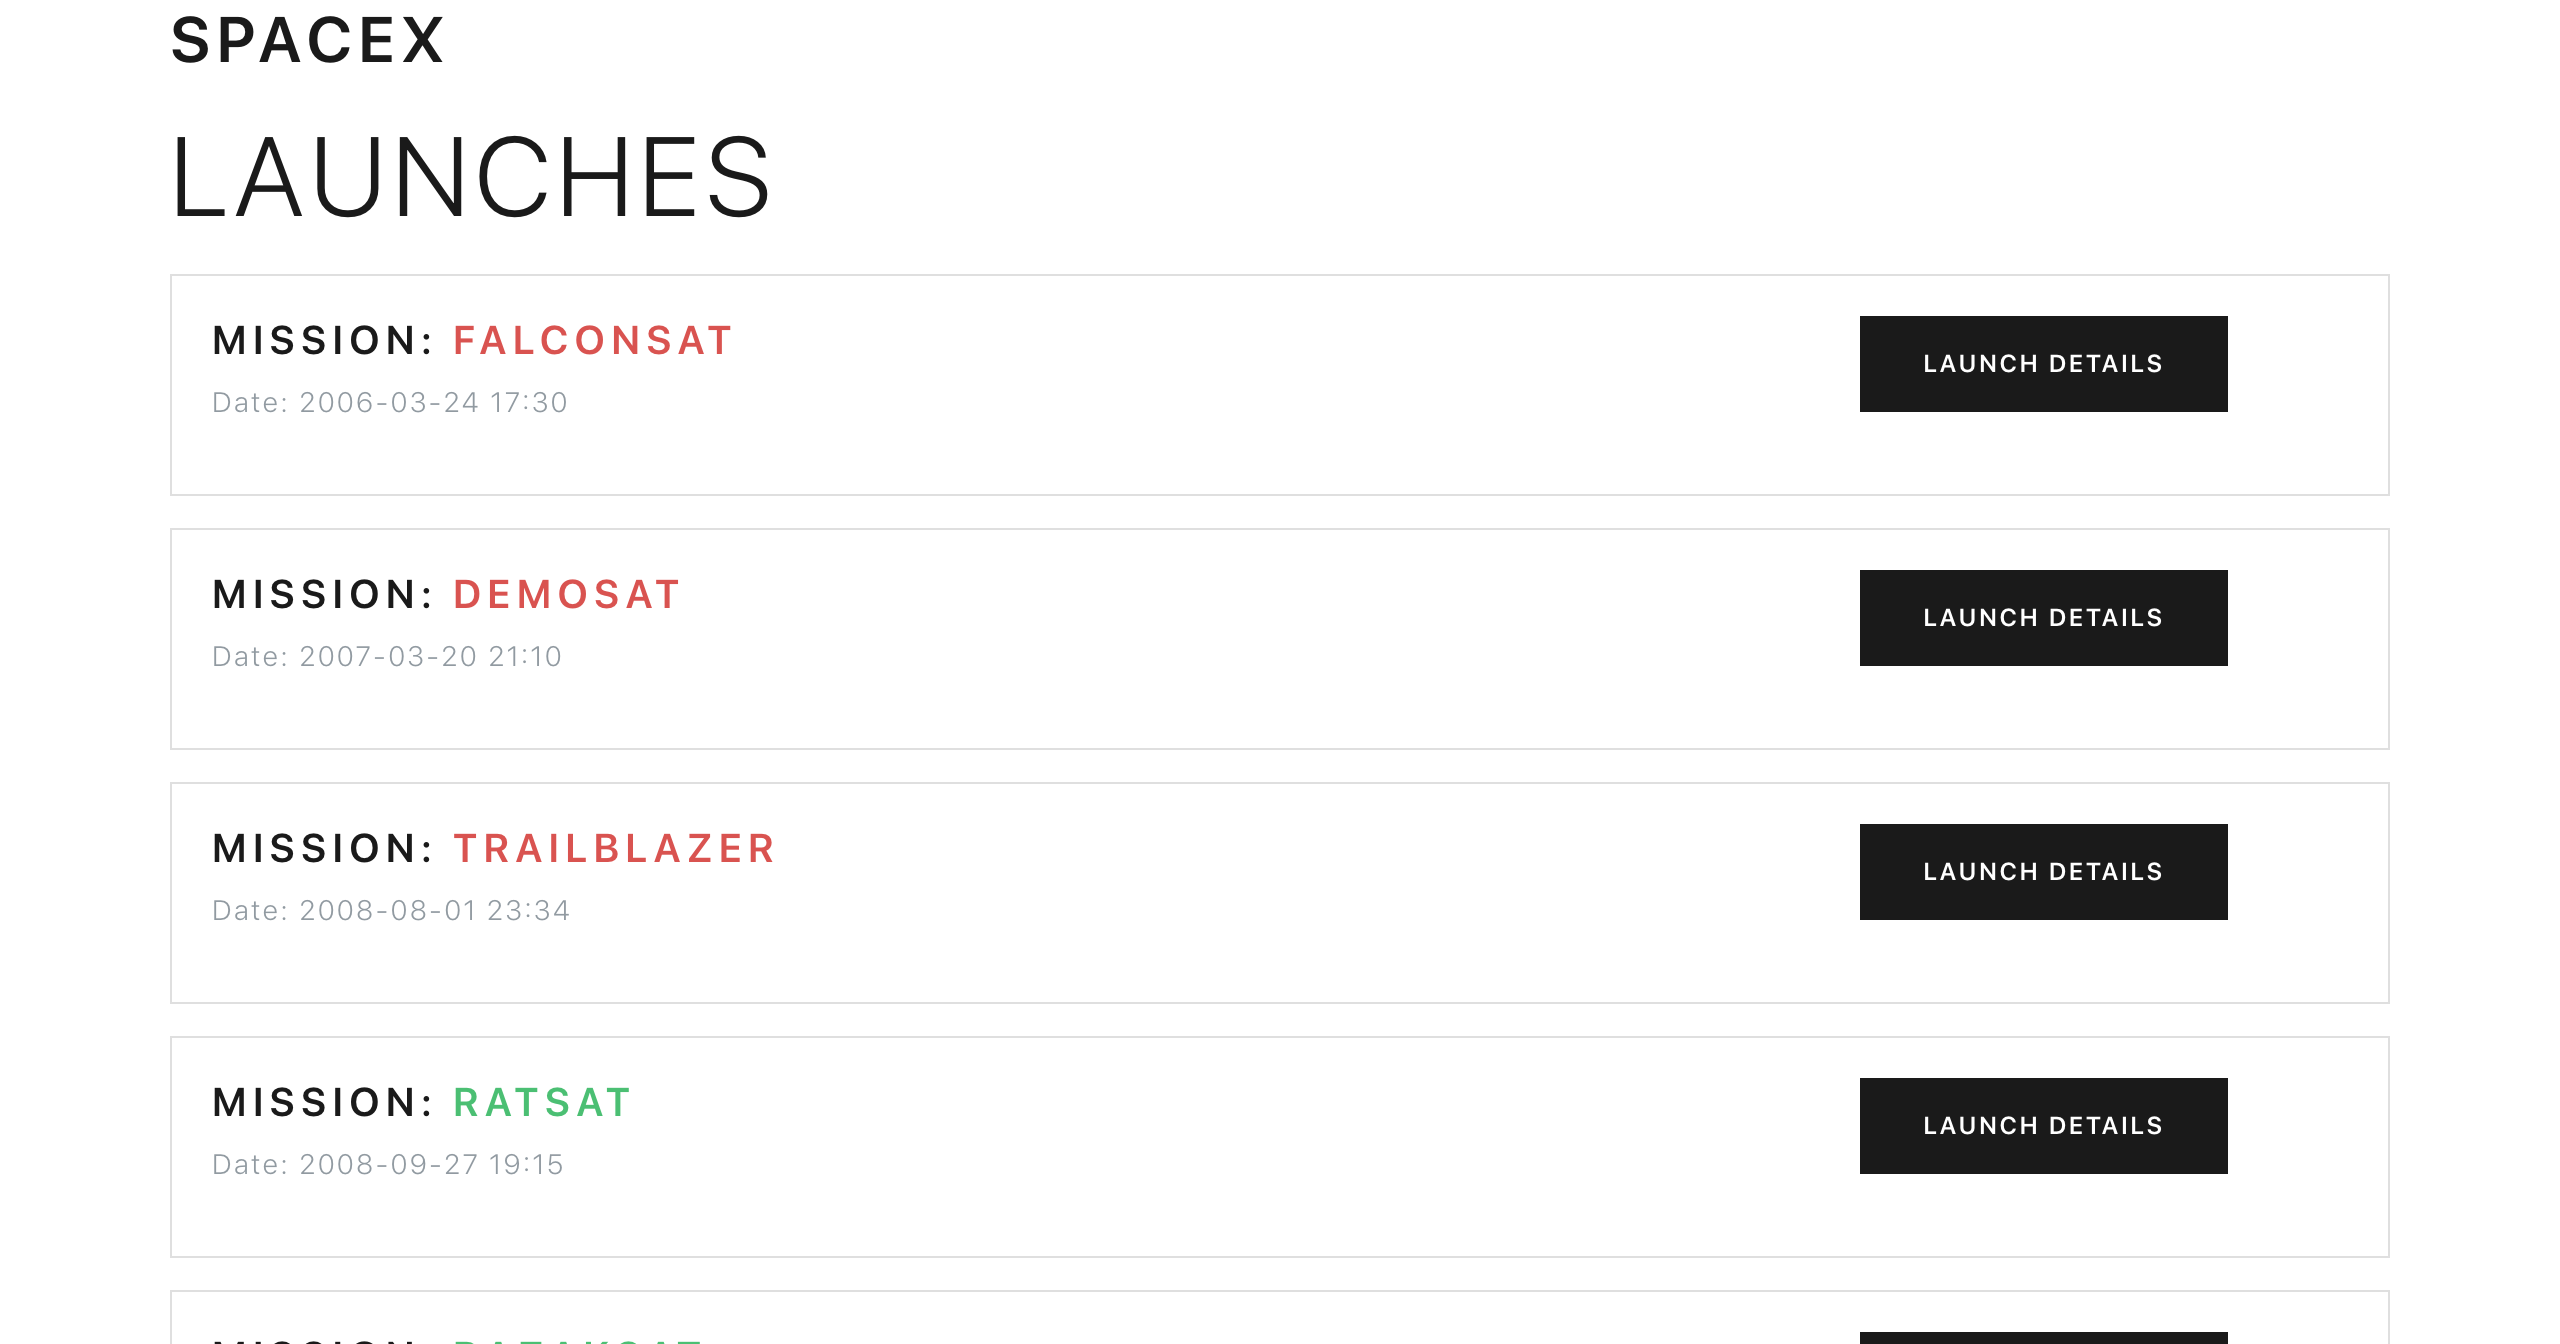 SPACEX
LAUNCHES
MISSION: FALCONSAT
Date: 2006-03-24 17:30
LAUNCH DETAILS
MISSION: DEMOSAT
Date: 2007-03-20 21:10
LAUNCH DETAILS
MISSION: TRAILBLAZER
Date: 2008-08-01 23:34
LAUNCH DETAILS
MISSION: RATSAT
Date: 2008-09-27 19:15
LAUNCH DETAILS